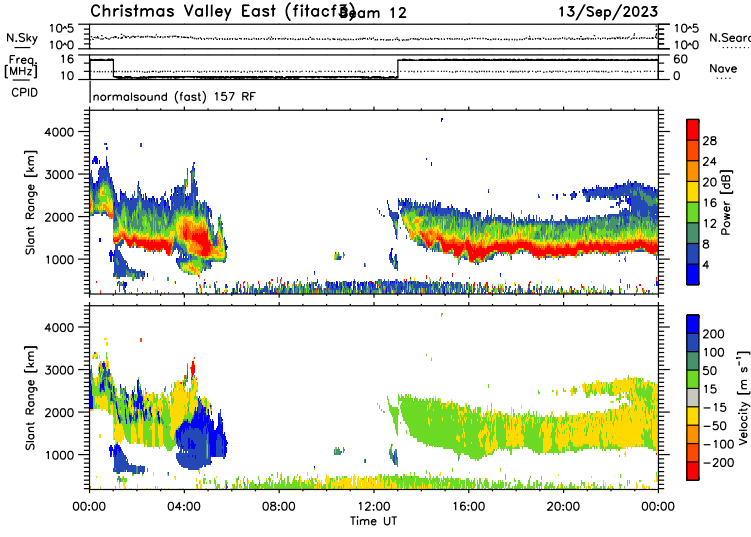 Christmas Valley East (fitacf3) Beam 12 13/Sep/2023
N.Sky 10^5 10^0 10^5 10^0 N.Searc
Freq. [MHz] 16 10 60 0 Nave
CPID normalsound (fast) 157 RF
Slant Range [km]
4000
3000
2000
1000
28
24
20
16
12
8
4
Power [dB]
Slant Range [km]
4000
3000
2000
1000
200
100
50
15
-15
-50
-100
-200
Velocity [m s^-1]
00:00 04:00 08:00 12:00 16:00 20:00 00:00
Time UT